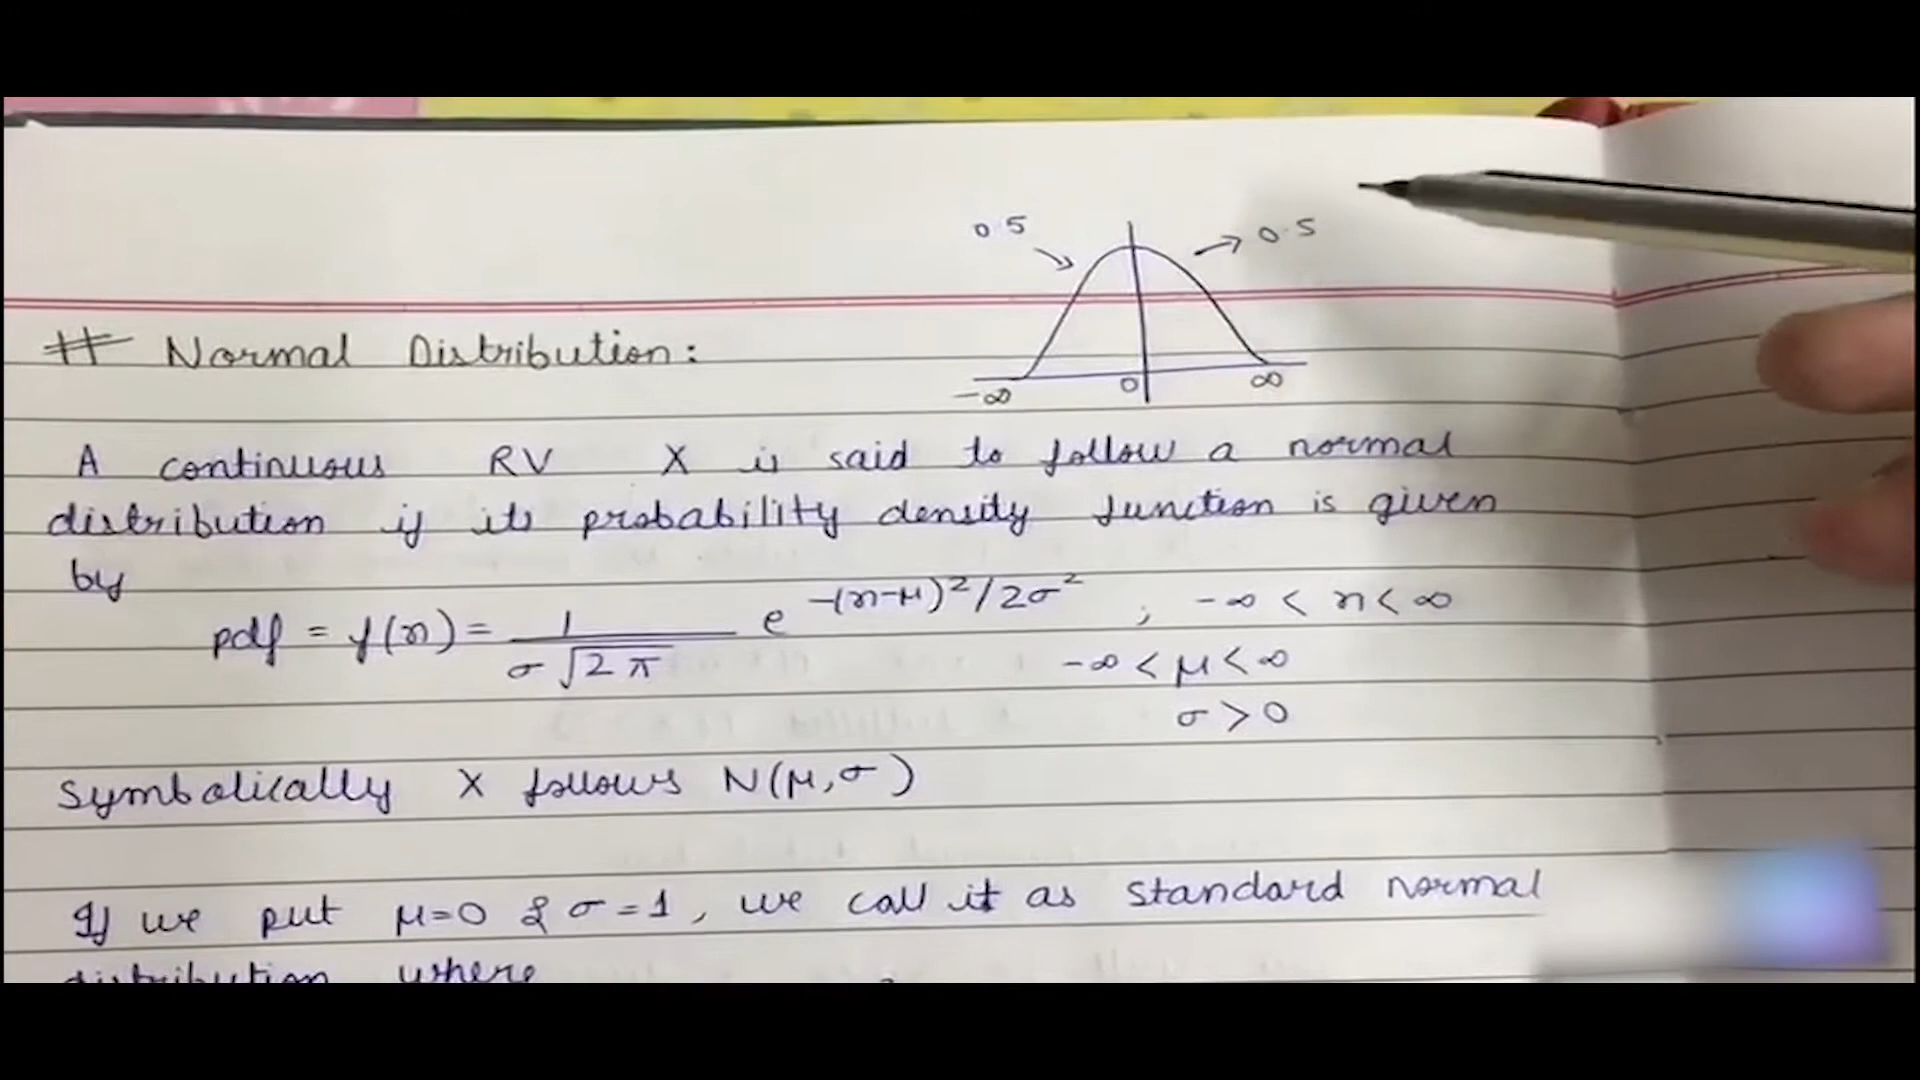 0.5
0.5
-∞ 0 ∞
# Normal Distribution:
A continuous RV X is said to follow a normal
distribution if its probability density function is given
by
pdf = f(x) = 1/(σ√2π) e^-(x-μ)²/2σ² ; -∞ < x < ∞
-∞ < μ < ∞
σ > 0
Symbolically X follows N(μ,σ)
If we put μ=0 & σ=1, we call it as standard normal
distribution where